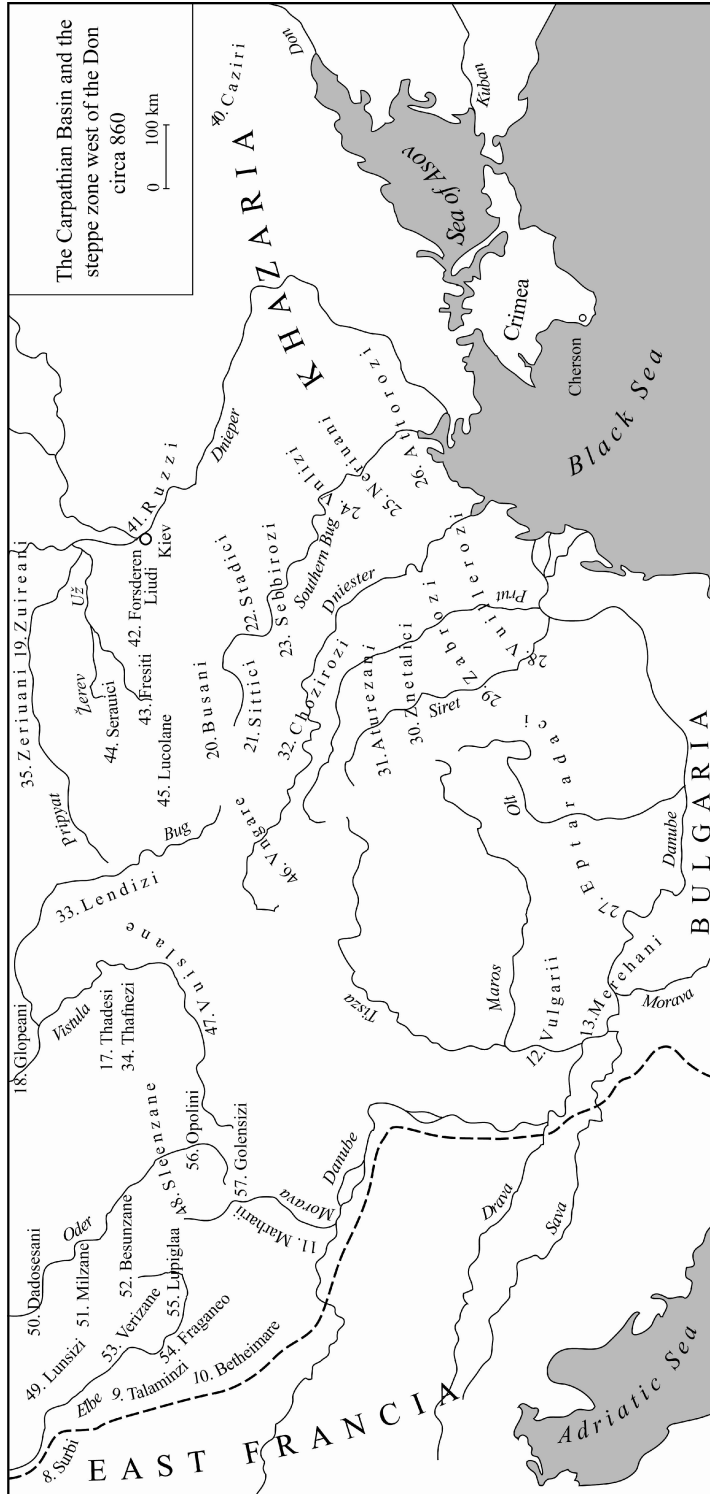 The Carpathian Basin and the
steppe zone west of the Don
circa 860
0 100 km
8. Surbi
EAST FRANCIA
Elbe
49. Lunsizi
9. Talaminzi
10. Betheimare
50. Dadosesani
51. Milzane
52. Besunzane
53. Verizane
54. Fraganeo
55. Lupiglaa
Oder
48. Sleenzane
56. Opolini
57. Golensizi
11. Marharii
Morava
Danube
18. Glopeani
Vistula
17. Thadesi
34. Thafnezi
47. Vuislane
33. Lendizi
Bug
Pripyat
35. Zeriuani
19. Zuireani
Už
Žerev
44. Serauici
43. Fresiti
42. Forsderen
Liudi
45. Lucolane
41. Ruzzi
Kiev
Dnieper
20. Busani
21. Sittici
22. Stadici
23. Sebbirozi
Southern Bug
24. Vnlizi
25. Neriuani
26. Attorozi
KHAZARIA
40. Caziri
Don
Kuban
Sea of Asov
Crimea
Cherson
Black Sea
46. Vngare
32. Chozirozi
Dniester
31. Aturezani
30. Znetalici
29. Zabrozi
28. Vuillerozi
Prut
Siret
Tisza
Maros
Olt
27. Eptaradaci
12. Vulgarii
13. Merehani
Morava
Danube
BULGARIA
Drava
Sava
Adriatic Sea